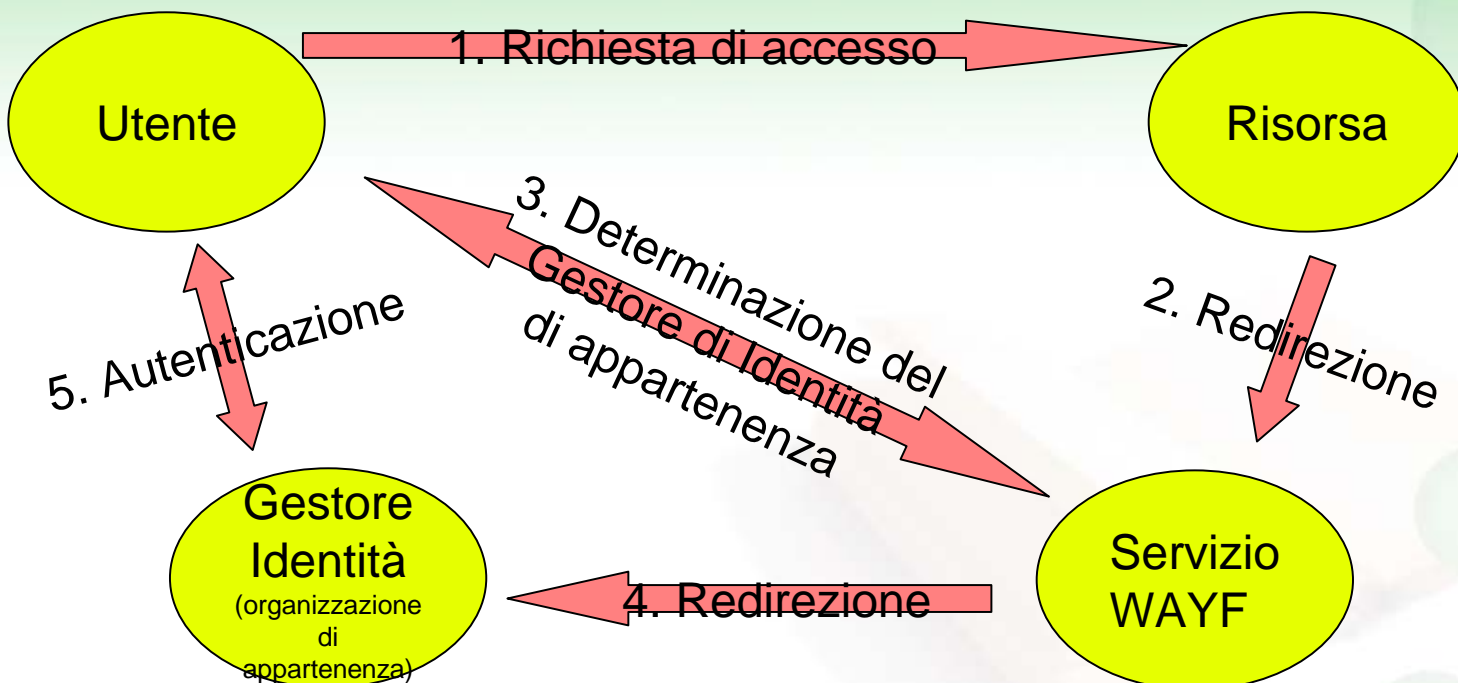 1. Richiesta di accesso
Utente
Risorsa
3. Determinazione del
Gestore di Identità
di appartenenza
2. Redirezione
5. Autenticazione
Gestore
Identità
(organizzazione
di
appartenenza)
4. Redirezione
Servizio
WAYF